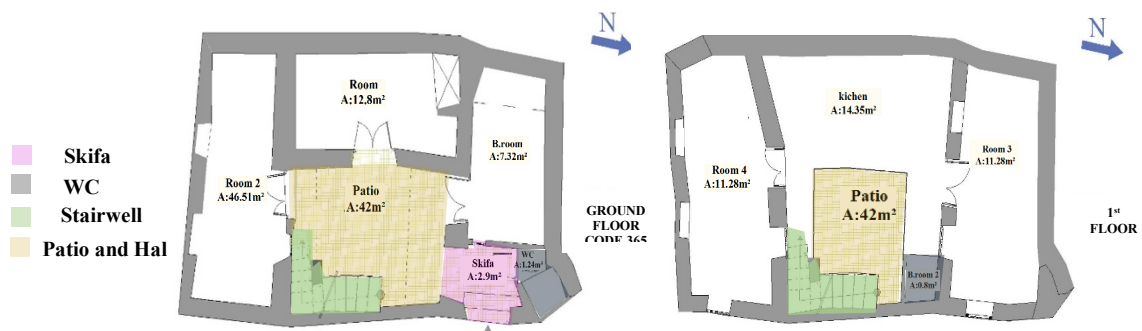 N
Room
A:12,8m²
B.room
A:7.32m²
Room 2
A:46.51m²
Patio
A:42m²
Skifa
A:2.9m²
WC
A:1.24m²
Skifa
WC
Stairwell
Patio and Hal
GROUND
FLOOR
CODE 365
N
kichen
A:14.35m²
Room 4
A:11.28m²
Room 3
A:11.28m²
Patio
A:42m²
B.room 2
A:0.8m²
1st
FLOOR